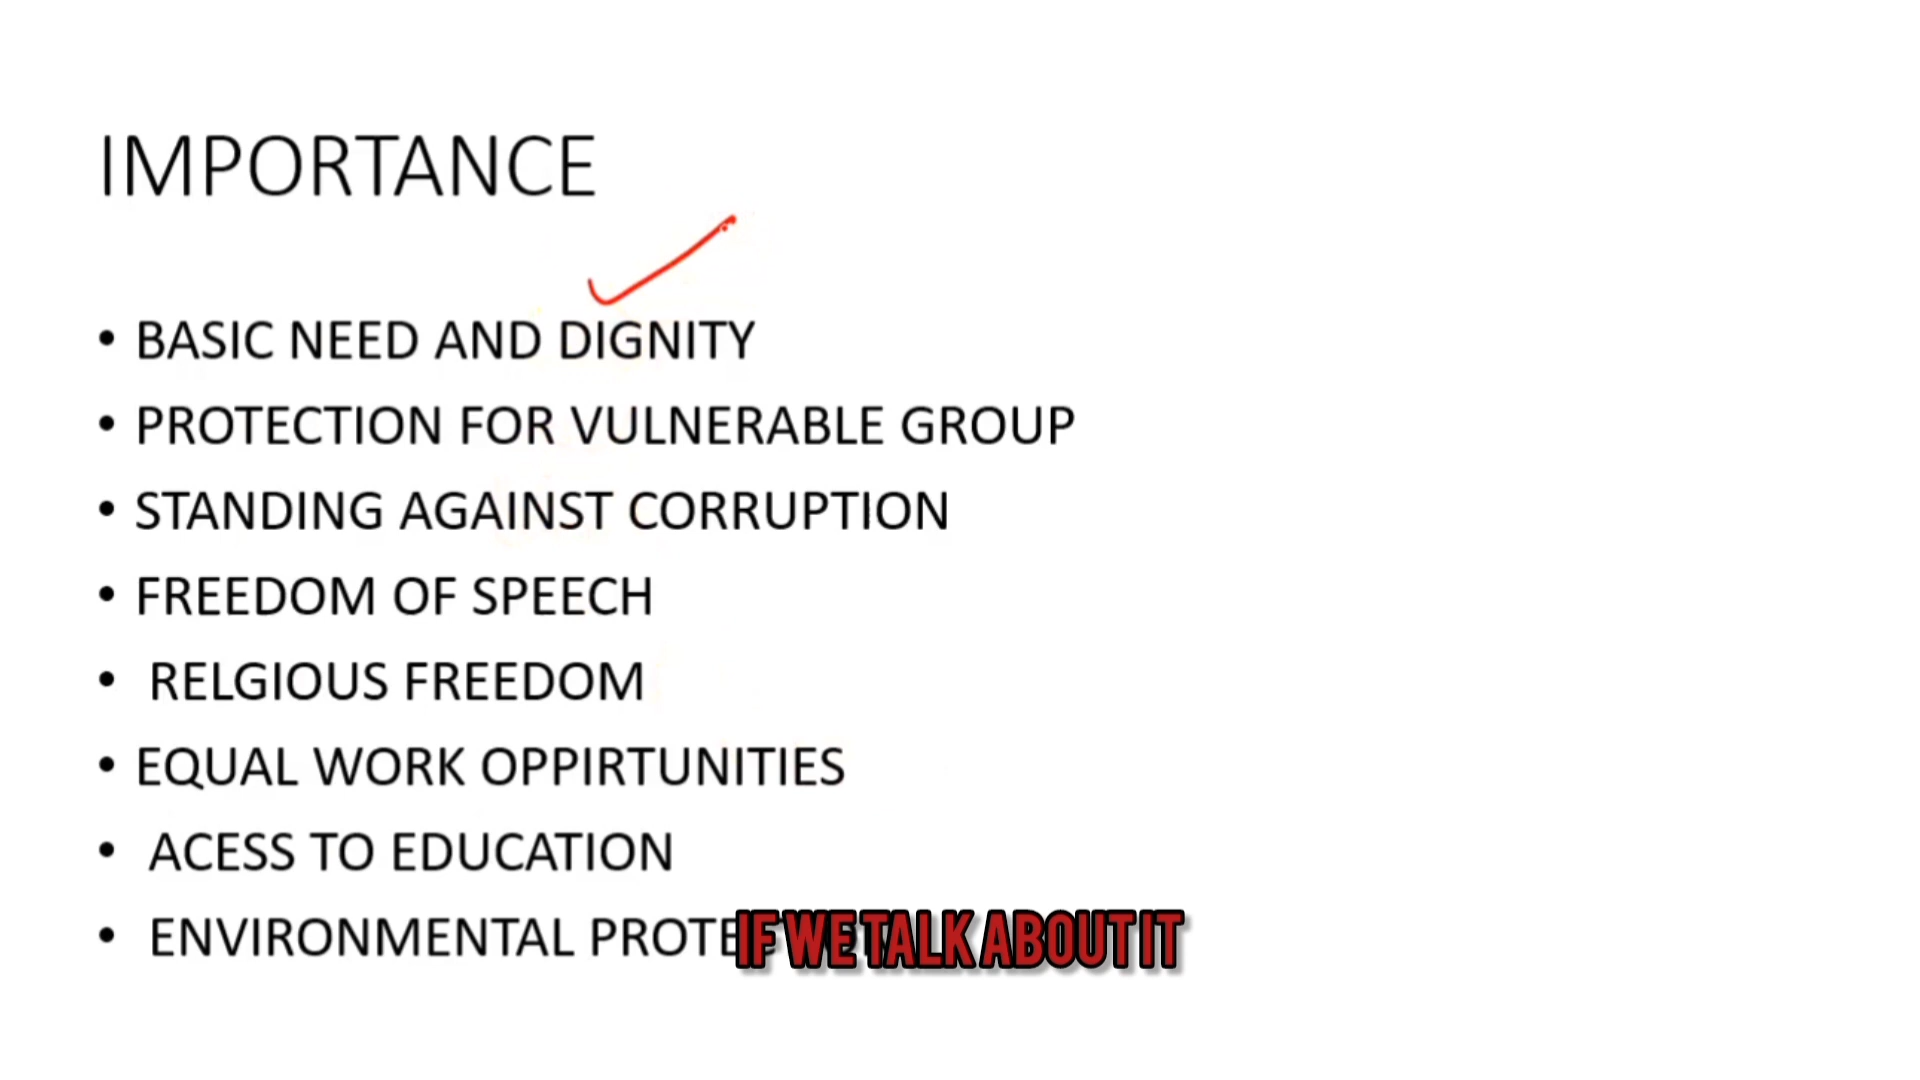 IMPORTANCE
• BASIC NEED AND DIGNITY
• PROTECTION FOR VULNERABLE GROUP
• STANDING AGAINST CORRUPTION
• FREEDOM OF SPEECH
• RELGIOUS FREEDOM
• EQUAL WORK OPPIRTUNITIES
• ACESS TO EDUCATION
• ENVIRONMENTAL
IF WE TALK ABOUT IT